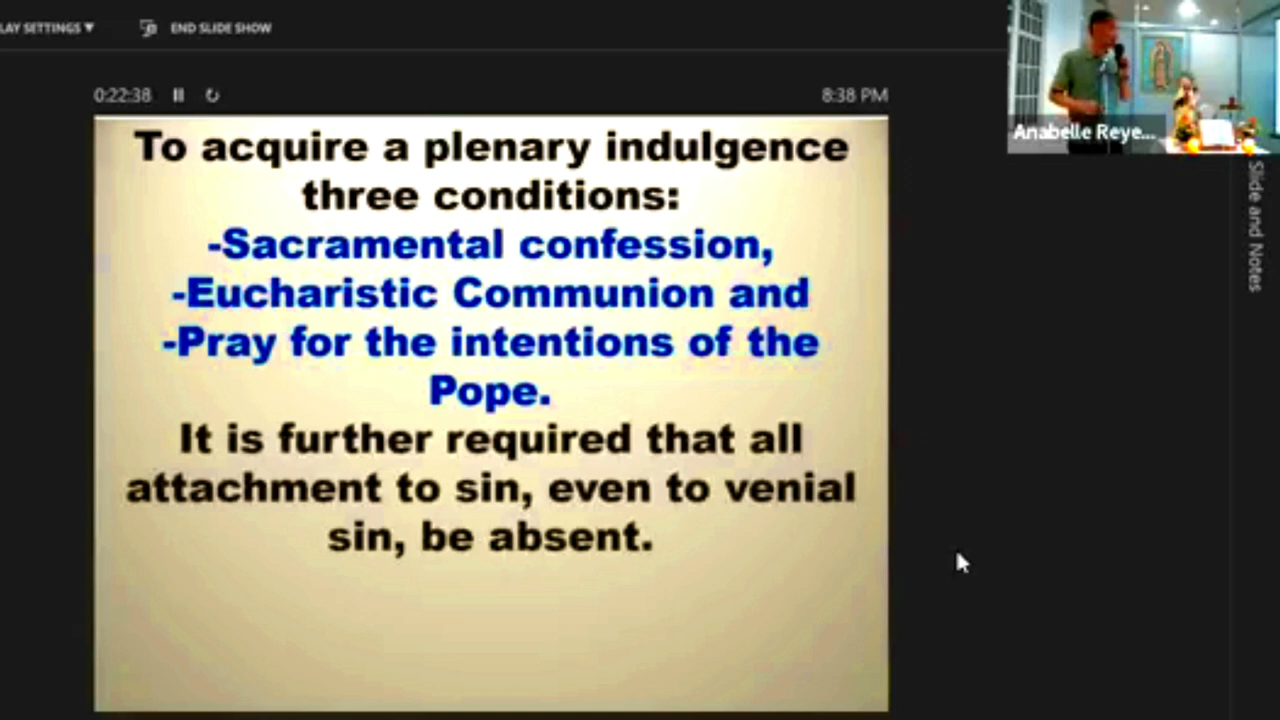 LAY SETTINGS ▼ END SLIDE SHOW
0:22:38
8:38 PM
Anabelle Reye...
Slide and Notes
To acquire a plenary indulgence
three conditions:
-Sacramental confession,
-Eucharistic Communion and
-Pray for the intentions of the
Pope.
It is further required that all
attachment to sin, even to venial
sin, be absent.